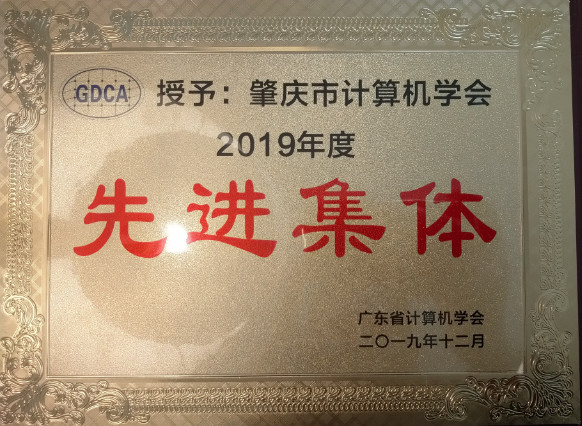 GDCA 授予：肇庆市计算机学会
2019年度
先进集体
广东省计算机学会
二〇一九年十二月